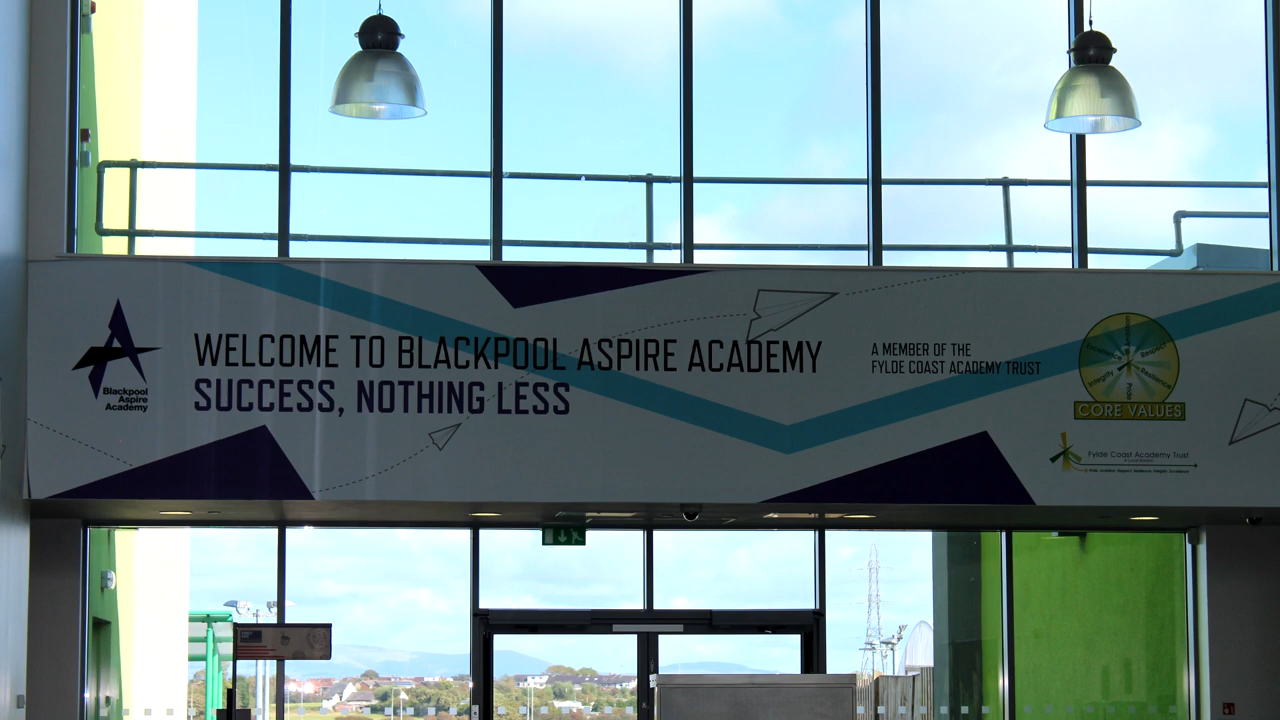 WELCOME TO BLACKPOOL ASPIRE ACADEMY
SUCCESS, NOTHING LESS
Blackpool
Aspire
Academy
A MEMBER OF THE
FYLDE COAST ACADEMY TRUST
Respect
Integrity
Resilience
Pride
CORE VALUES
Fylde Coast Academy Trust